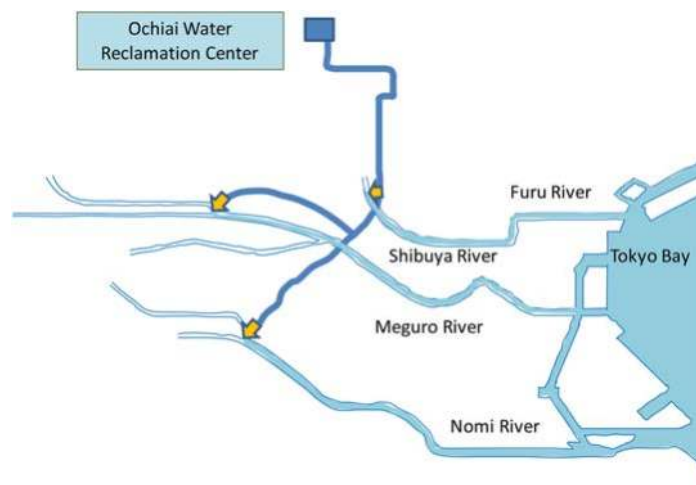 Ochiai Water
Reclamation Center
Furu River
Shibuya River
Tokyo Bay
Meguro River
Nomi River